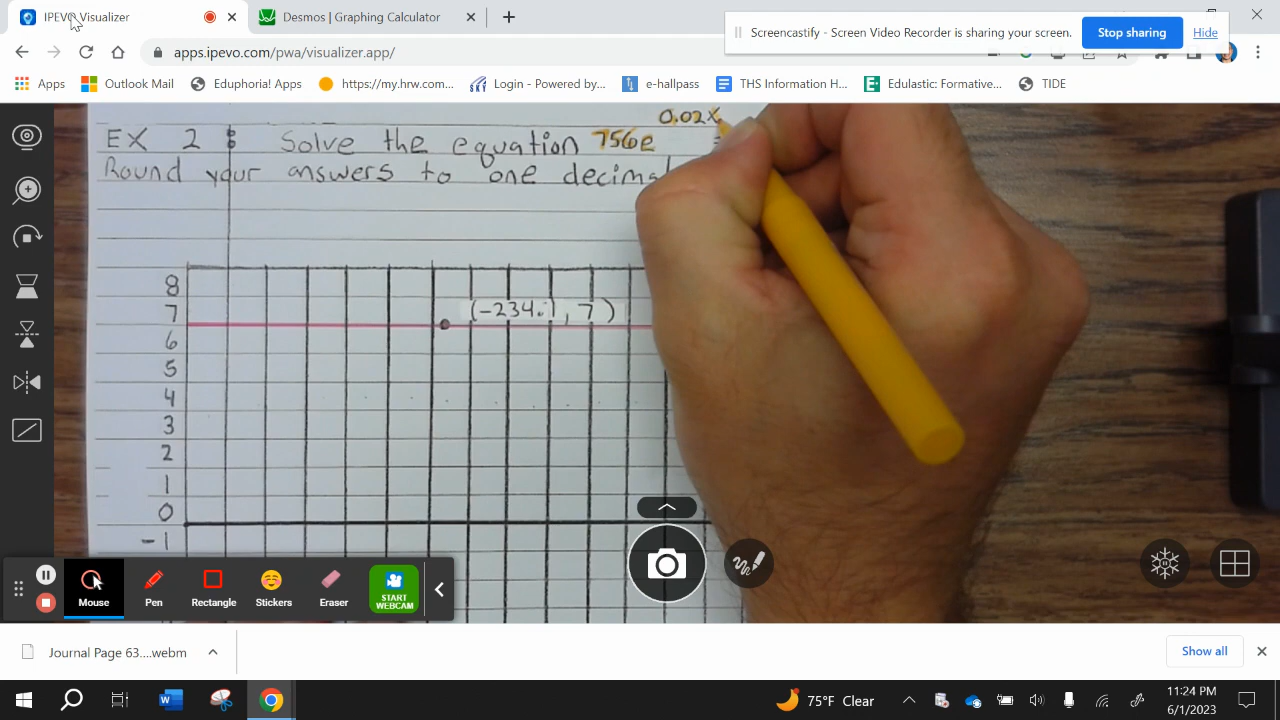 IPEVO Visualizer
Desmos | Graphing Calculator
Screencastify - Screen Video Recorder is sharing your screen.
Stop sharing
Hide
apps.ipevo.com/pwa/visualizer.app/
Apps
Outlook Mail
Eduphoria! Apps
https://my.hrw.com...
Login - Powered by...
e-hallpass
THS Information H...
Edulastic: Formative...
TIDE
0.02X
EX 2: Solve the equation 756e
Round your answers to one decimal
8
7
(-234.1, 7)
6
5
4
3
2
1
0
-1
Mouse
Pen
Rectangle
Stickers
Eraser
START WEBCAM
Journal Page 63....webm
Show all
75°F Clear
11:24 PM
6/1/2023